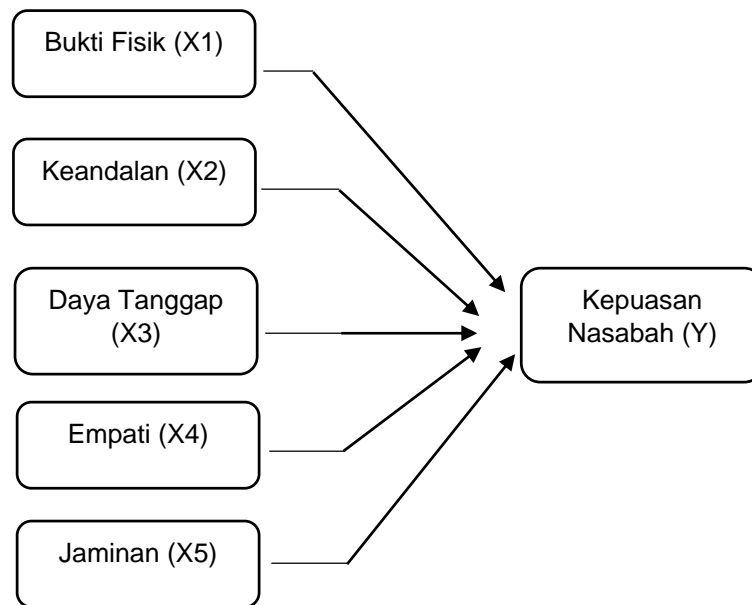 Bukti Fisik (X1)
Keandalan (X2)
Daya Tanggap
(X3)
Kepuasan
Nasabah (Y)
Empati (X4)
Jaminan (X5)